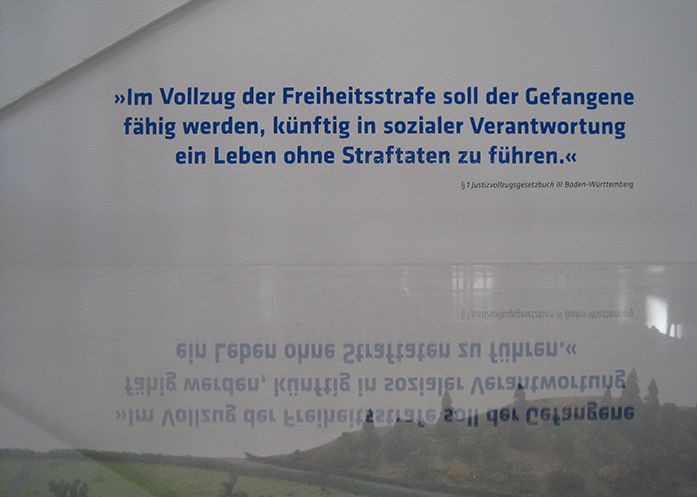 »Im Vollzug der Freiheitsstrafe soll der Gefangene
fähig werden, künftig in sozialer Verantwortung
ein Leben ohne Straftaten zu führen.«
§ 1 Justizvollzugsgesetzbuch III Baden-Württemberg